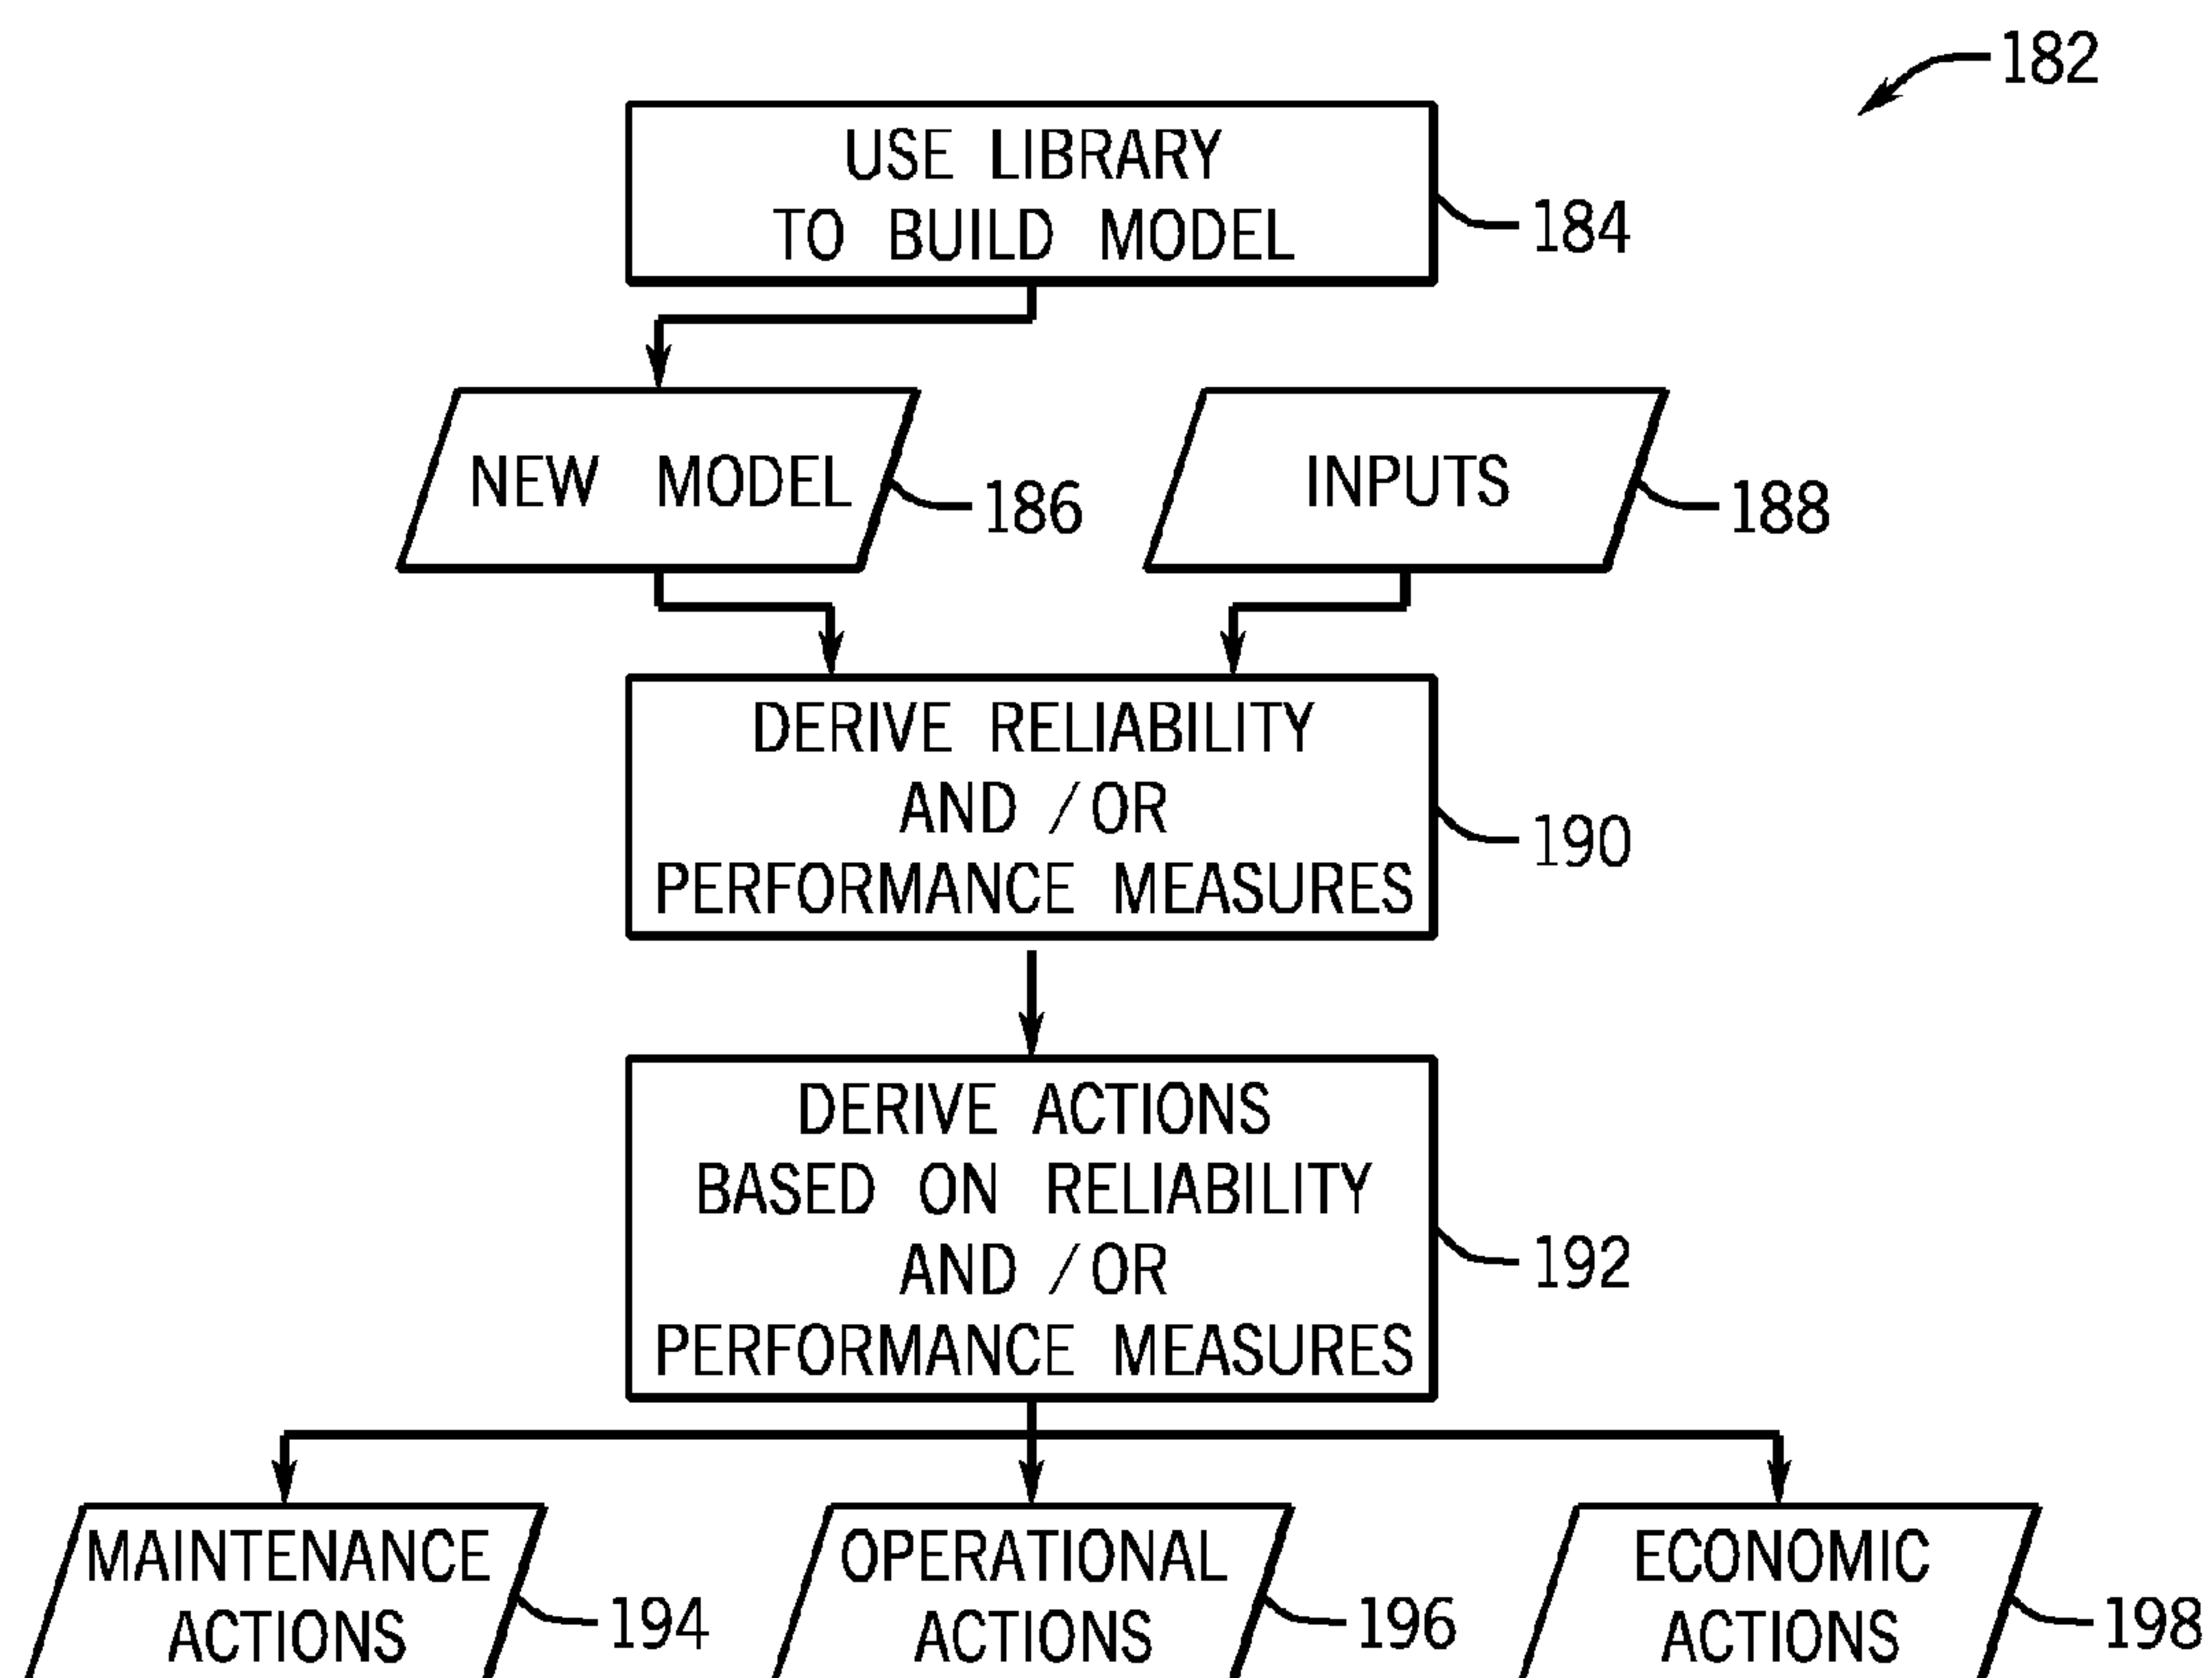 182
USE LIBRARY
TO BUILD MODEL
184
NEW MODEL
186
INPUTS
188
DERIVE RELIABILITY
AND /OR
PERFORMANCE MEASURES
190
DERIVE ACTIONS
BASED ON RELIABILITY
AND /OR
PERFORMANCE MEASURES
192
MAINTENANCE
ACTIONS
194
OPERATIONAL
ACTIONS
196
ECONOMIC
ACTIONS
198